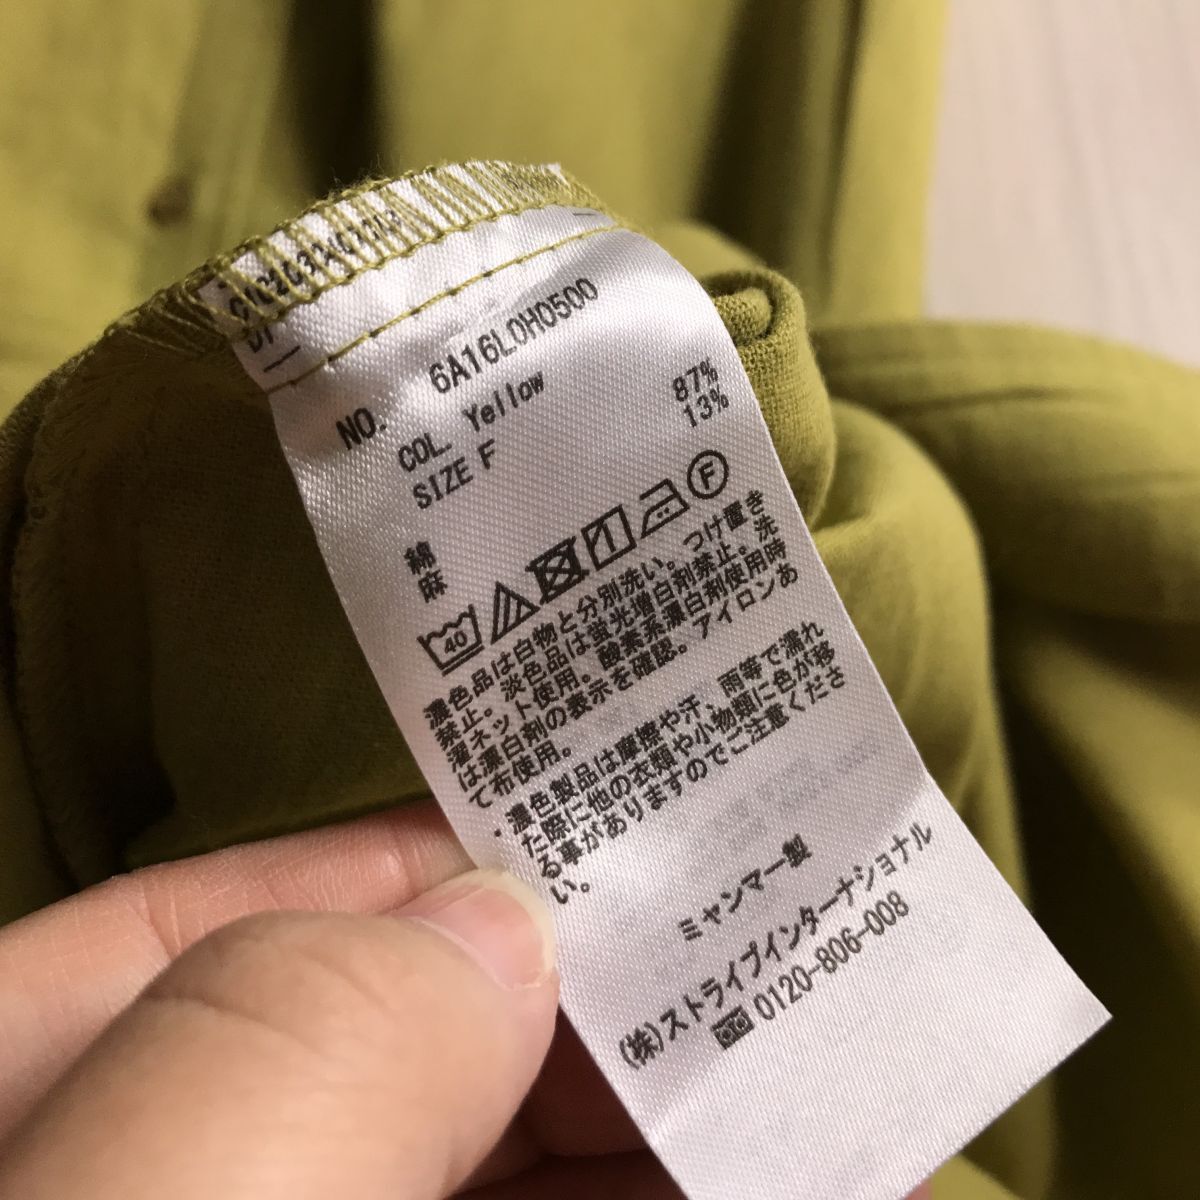 NO. 6A16L0H0500
COL. Yellow
SIZE F
綿 87%
麻 13%
40 F
濃色品は白物と分別洗い。つけ置き
禁止。淡色品は蛍光増白剤禁止。洗
濯ネット使用。酸素系漂白剤使用時
は漂白剤の表示を確認。アイロンあ
て布使用。
・濃色製品は摩擦や汗、雨等で濡れ
た際に他の衣類や小物類に色が移
る事がありますのでご注意くださ
い。
ミャンマー製
(株)ストライプインターナショナル
0120-806-008